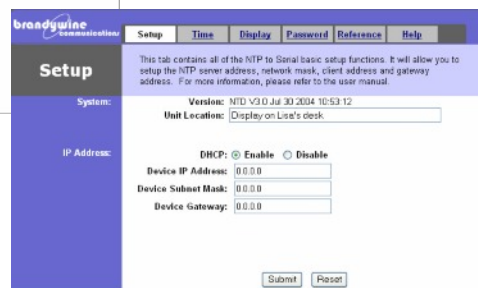 brandywine
communications
Setup Time Display Password Reference Help
Setup
This tab contains all of the NTP to Serial basic setup functions. It will allow you to
setup the NTP server address, network mask, client address and gateway
address. For more information, please refer to the user manual.
System:
Version: NTD V3.0 Jul 30 2004 10:53:12
Unit Location: Display on Lisa's desk
IP Address:
DHCP: Enable Disable
Device IP Address: 0.0.0.0
Device Subnet Mask: 0.0.0.0
Device Gateway: 0.0.0.0
Submit Reset